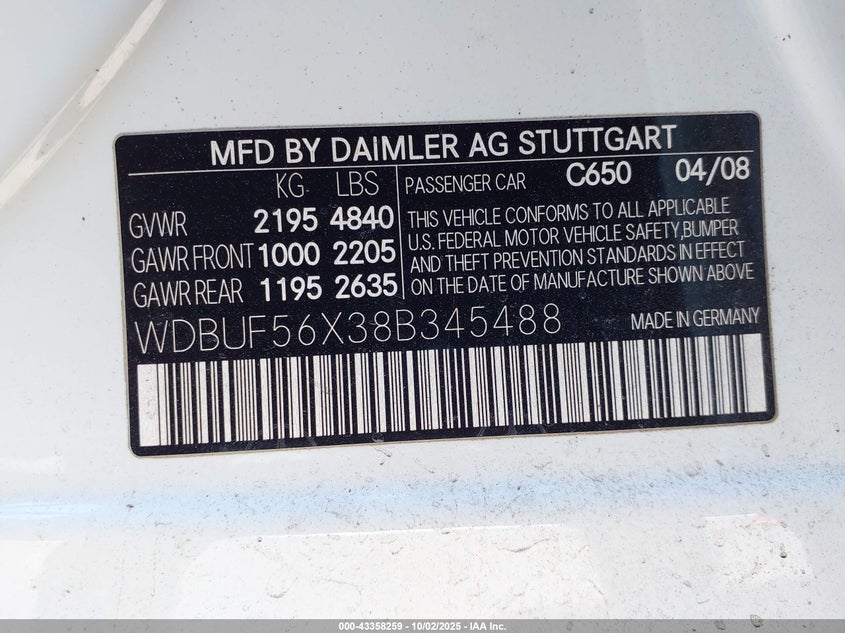 MFD BY DAIMLER AG STUTTGART
KG LBS
GVWR 2195 4840
GAWR FRONT 1000 2205
GAWR REAR 1195 2635
PASSENGER CAR C650 04/08
THIS VEHICLE CONFORMS TO ALL APPLICABLE
U.S. FEDERAL MOTOR VEHICLE SAFETY,BUMPER
AND THEFT PREVENTION STANDARDS IN EFFECT
ON THE DATE OF MANUFACTURE SHOWN ABOVE
WDBUF56X38B345488
MADE IN GERMANY
000-43358259 - 10/02/2025 - IAA Inc.